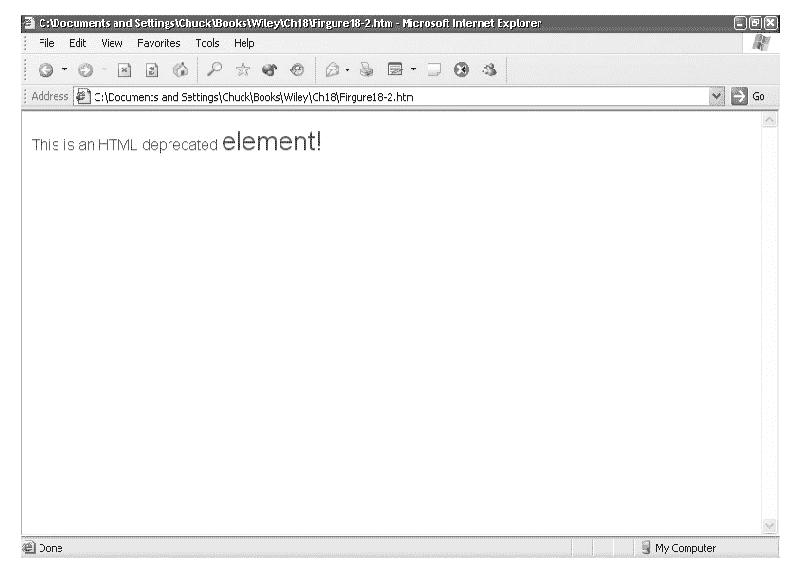 C:\Documents and Settings\Chuck\Books\Wiley\Ch18\Firgure18-2.htm - Microsoft Internet Explorer
File Edit View Favorites Tools Help
Address C:\Documents and Settings\Chuck\Books\Wiley\Ch18\Firgure18-2.htm Go
This is an HTML deprecated element!
Done My Computer